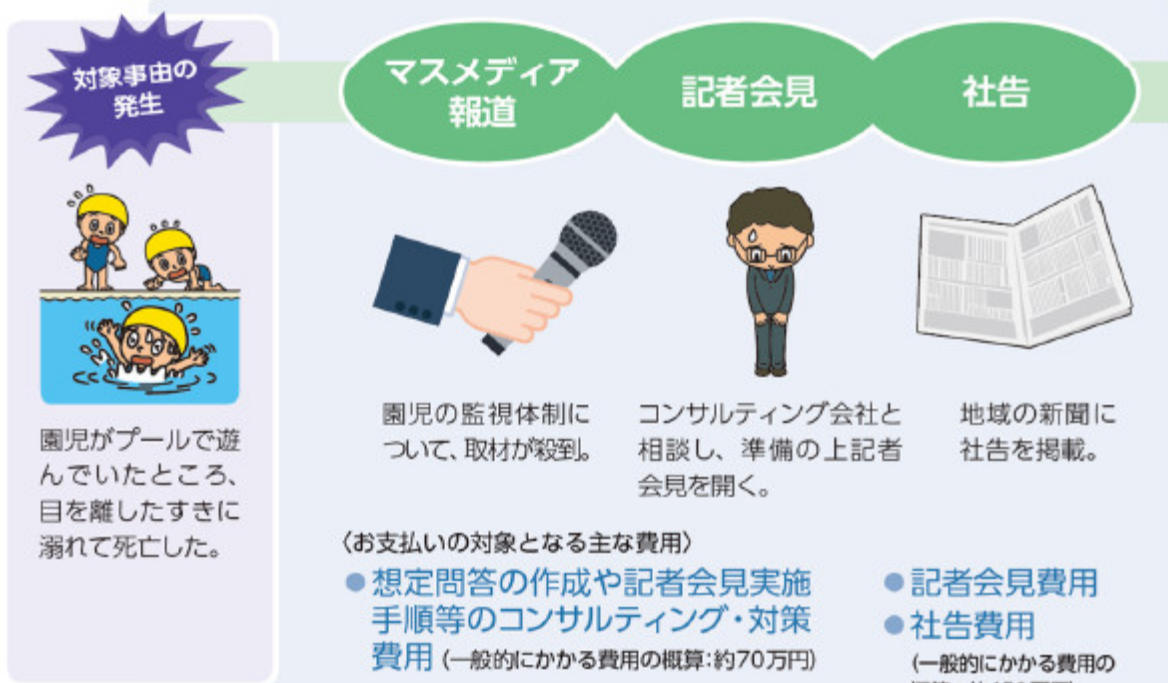 対象事由の
発生
マスメディア
報道
記者会見
社告
園児がプールで遊
んでいたところ、
目を離したすきに
溺れて死亡した。
園児の監視体制に
ついて、取材が殺到。
コンサルティング会社と
相談し、準備の上記者
会見を開く。
地域の新聞に
社告を掲載。
〈お支払いの対象となる主な費用〉
●想定問答の作成や記者会見実施
手順等のコンサルティング・対策
費用(一般的にかかる費用の概算:約70万円)
●記者会見費用
●社告費用
(一般的にかかる費用の